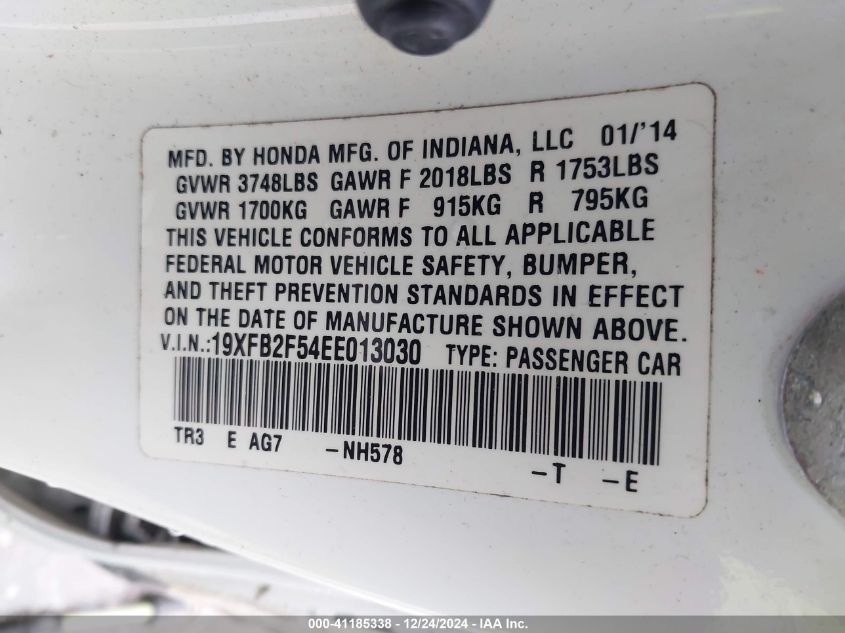 MFD. BY HONDA MFG. OF INDIANA, LLC 01/'14
GVWR 3748LBS GAWR F 2018LBS R 1753LBS
GVWR 1700KG GAWR F 915KG R 795KG
THIS VEHICLE CONFORMS TO ALL APPLICABLE
FEDERAL MOTOR VEHICLE SAFETY, BUMPER,
AND THEFT PREVENTION STANDARDS IN EFFECT
ON THE DATE OF MANUFACTURE SHOWN ABOVE.
V.I.N.:19XFB2F54EE013030 TYPE: PASSENGER CAR
TR3 E AG7 -NH578 -T -E
000-41185338 - 12/24/2024 - IAA Inc.